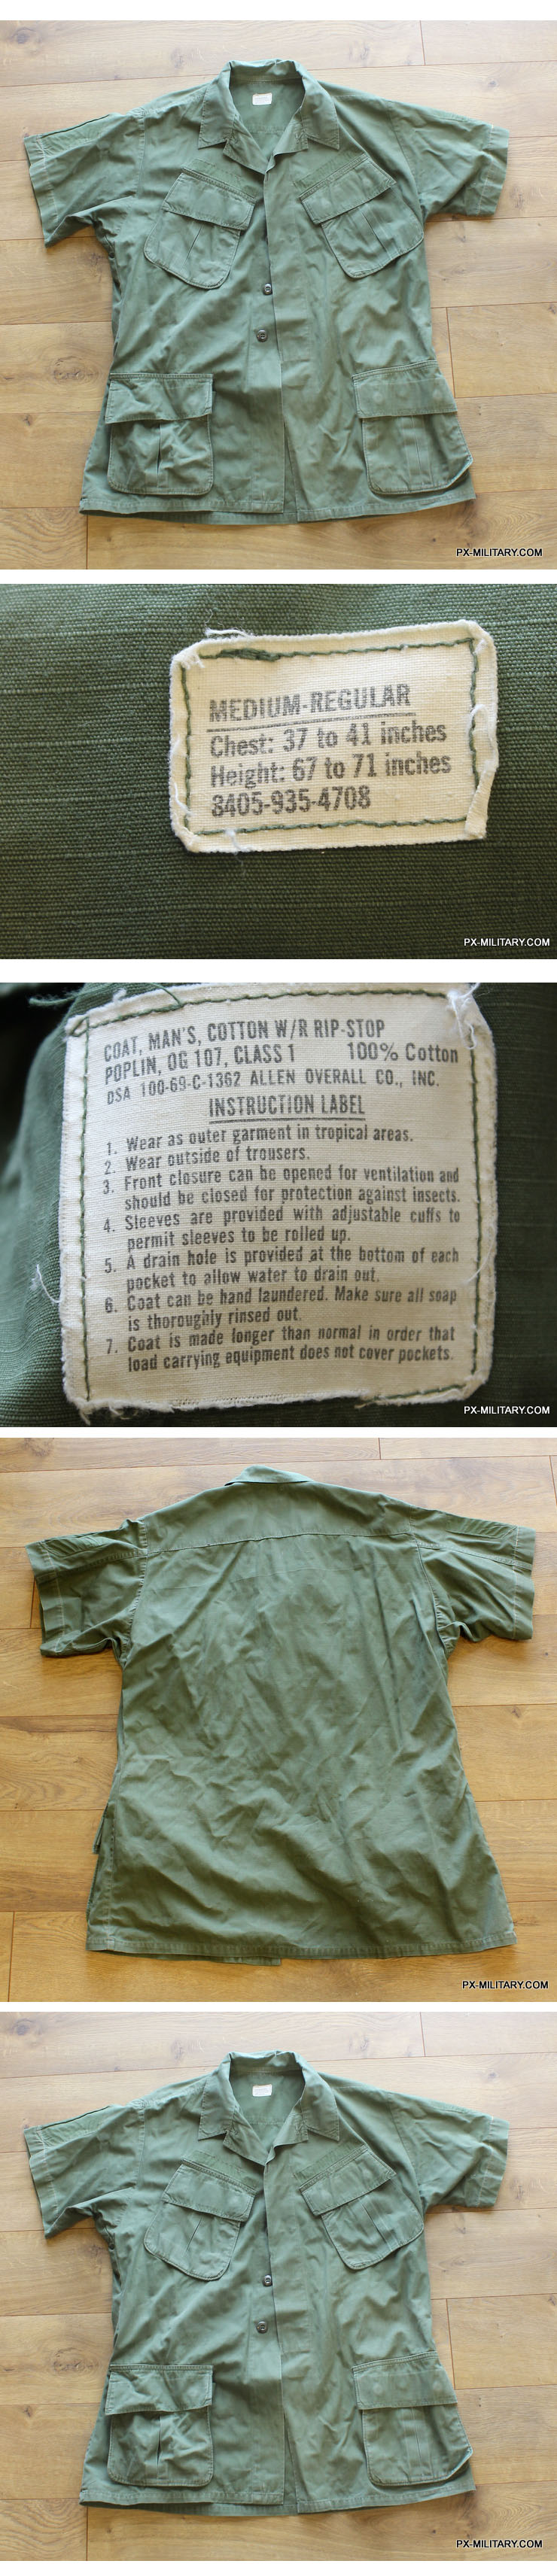 PX-MILITARY.COM
MEDIUM-REGULAR
Chest: 37 to 41 inches
Height: 67 to 71 inches
8405-935-4708
PX-MILITARY.COM
COAT, MAN'S, COTTON W/R RIP-STOP
POPLIN, OG 107, CLASS 1 100% Cotton
DSA 100-69-C-1362 ALLEN OVERALL CO., INC.
INSTRUCTION LABEL
1. Wear as outer garment in tropical areas.
2. Wear outside of trousers.
3. Front closure can be opened for ventilation and
should be closed for protection against insects.
4. Sleeves are provided with adjustable cuffs to
permit sleeves to be rolled up.
5. A drain hole is provided at the bottom of each
pocket to allow water to drain out.
6. Coat can be hand laundered. Make sure all soap
is thoroughly rinsed out.
7. Coat is made longer than normal in order that
load carrying equipment does not cover pockets.
PX-MILITARY.COM
PX-MILITARY.COM
PX-MILITARY.COM